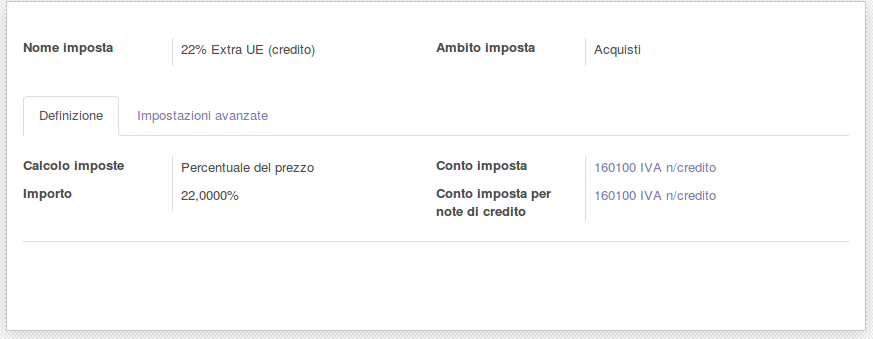 Nome imposta 22% Extra UE (credito) Ambito imposta Acquisti
Definizione Impostazioni avanzate
Calcolo imposte Percentuale del prezzo Conto imposta 160100 IVA n/credito
Importo 22,0000% Conto imposta per 160100 IVA n/credito
note di credito